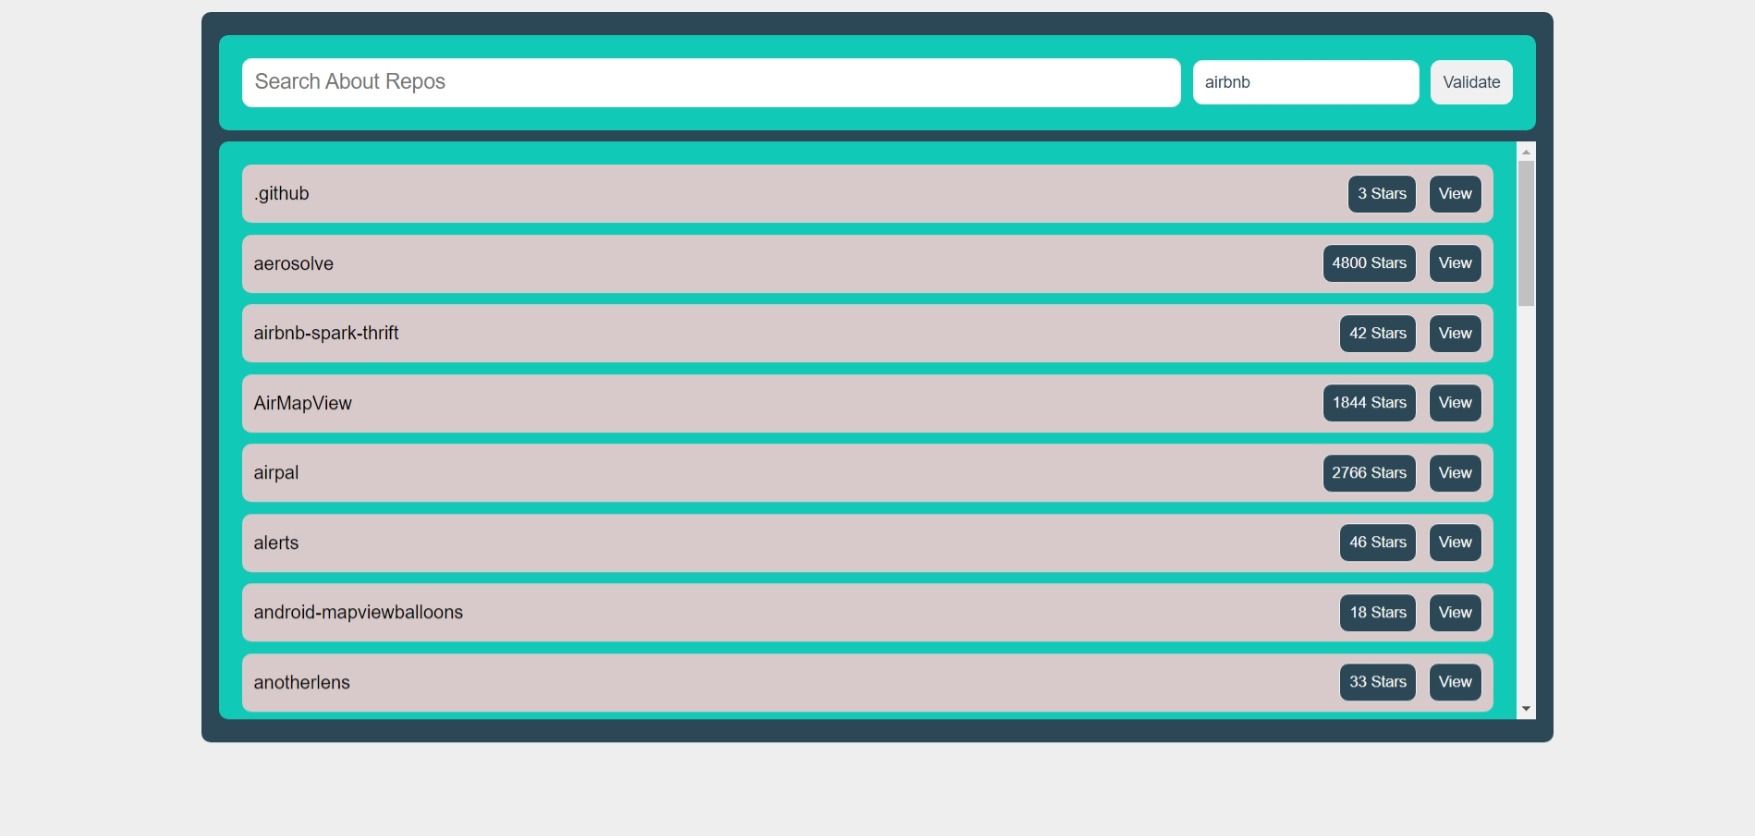 Search About Repos airbnb Validate
.github 3 Stars View
aerosolve 4800 Stars View
airbnb-spark-thrift 42 Stars View
AirMapView 1844 Stars View
airpal 2766 Stars View
alerts 46 Stars View
android-mapviewballoons 18 Stars View
anotherlens 33 Stars View